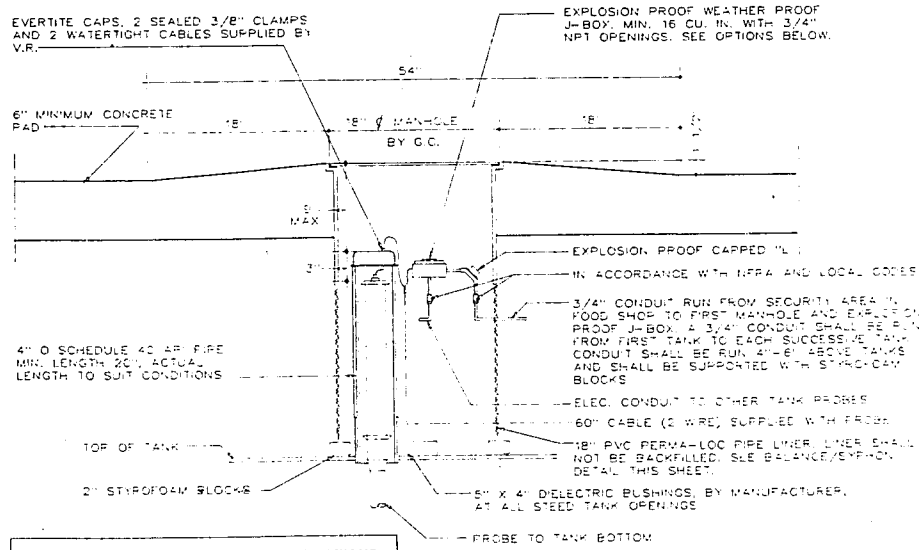 EVERTITE CAPS, 2 SEALED 3/8" CLAMPS
AND 2 WATERTIGHT CABLES SUPPLIED BY
V.R.
EXPLOSION PROOF WEATHER PROOF
J-BOX, MIN. 16 CU. IN. WITH 3/4"
NPT OPENINGS. SEE OPTIONS BELOW.
54"
6" MINIMUM CONCRETE
PAD
18"
18" Ø MANHOLE
BY G.C.
18"
MAX
3"
EXPLOSION PROOF CAPPED "L"
IN ACCORDANCE WITH NFRA AND LOCAL CODES
3/4" CONDUIT RUN FROM SECURITY AREA IN
FOOD SHOP TO FIRST MANHOLE AND EXPLOSION
PROOF J-BOX. A 3/4" CONDUIT SHALL BE RUN
FROM FIRST TANK TO EACH SUCCESSIVE TANK
CONDUIT SHALL BE RUN 4"-6" ABOVE TANKS
AND SHALL BE SUPPORTED WITH STYROFOAM
BLOCKS
4" O SCHEDULE 40 API PIPE
MIN. LENGTH 20", ACTUAL
LENGTH TO SUIT CONDITIONS
ELEC. CONDUIT TO OTHER TANK PROBES
60" CABLE (2 WIRE) SUPPLIED WITH PROBE
TOP OF TANK
18" PVC PERMA-LOC PIPE LINER. LINER SHALL
NOT BE BACKFILLED. SEE BALANCE/SYPHON
DETAIL THIS SHEET.
2" STYROFOAM BLOCKS
5" X 4" DIELECTRIC BUSHINGS, BY MANUFACTURER,
AT ALL STEED TANK OPENINGS
PROBE TO TANK BOTTOM